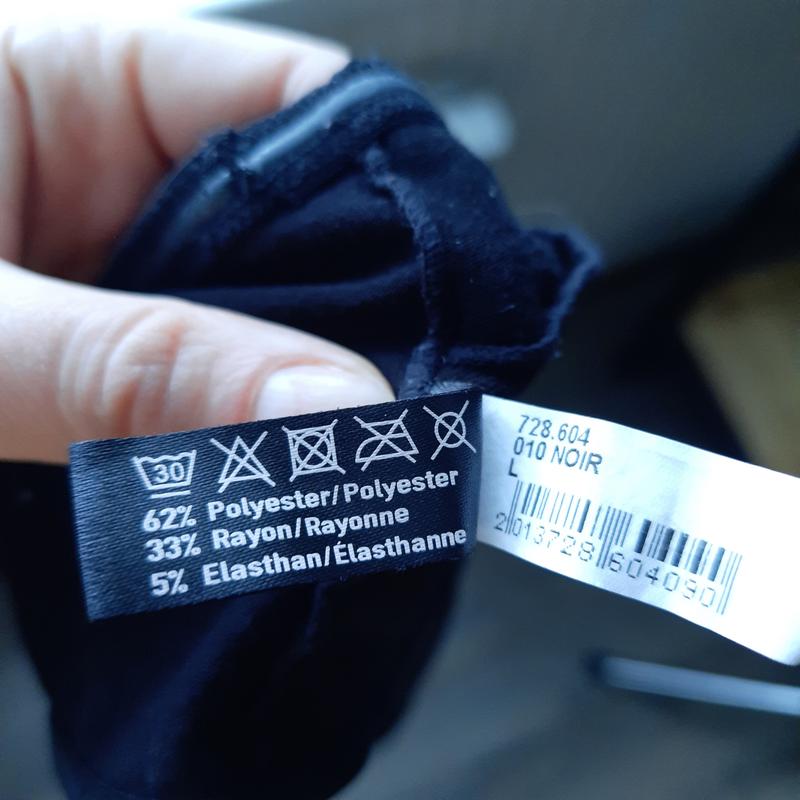 30
62% Polyester/Polyester
33% Rayon/Rayonne
5% Elasthan/Élasthanne
728.604
010 NOIR
L
2013728604090